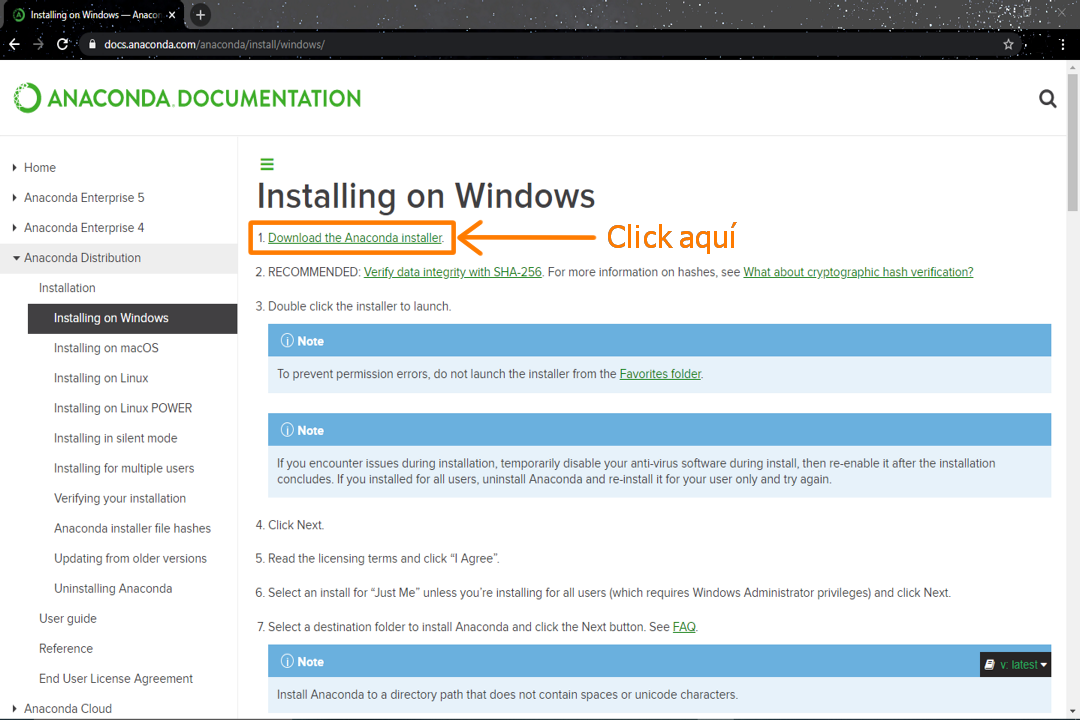 Installing on Windows — Anacon
docs.anaconda.com/anaconda/install/windows/
ANACONDA DOCUMENTATION
Home
Anaconda Enterprise 5
Anaconda Enterprise 4
Anaconda Distribution
Installation
Installing on Windows
Installing on macOS
Installing on Linux
Installing on Linux POWER
Installing in silent mode
Installing for multiple users
Verifying your installation
Anaconda installer file hashes
Updating from older versions
Uninstalling Anaconda
User guide
Reference
End User License Agreement
Anaconda Cloud
Installing on Windows
1. Download the Anaconda installer.
Click aquí
2. RECOMMENDED: Verify data integrity with SHA-256. For more information on hashes, see What about cryptographic hash verification?
3. Double click the installer to launch.
Note
To prevent permission errors, do not launch the installer from the Favorites folder.
Note
If you encounter issues during installation, temporarily disable your anti-virus software during install, then re-enable it after the installation
concludes. If you installed for all users, uninstall Anaconda and re-install it for your user only and try again.
4. Click Next.
5. Read the licensing terms and click “I Agree”.
6. Select an install for “Just Me” unless you’re installing for all users (which requires Windows Administrator privileges) and click Next.
7. Select a destination folder to install Anaconda and click the Next button. See FAQ.
Note
v: latest
Install Anaconda to a directory path that does not contain spaces or unicode characters.